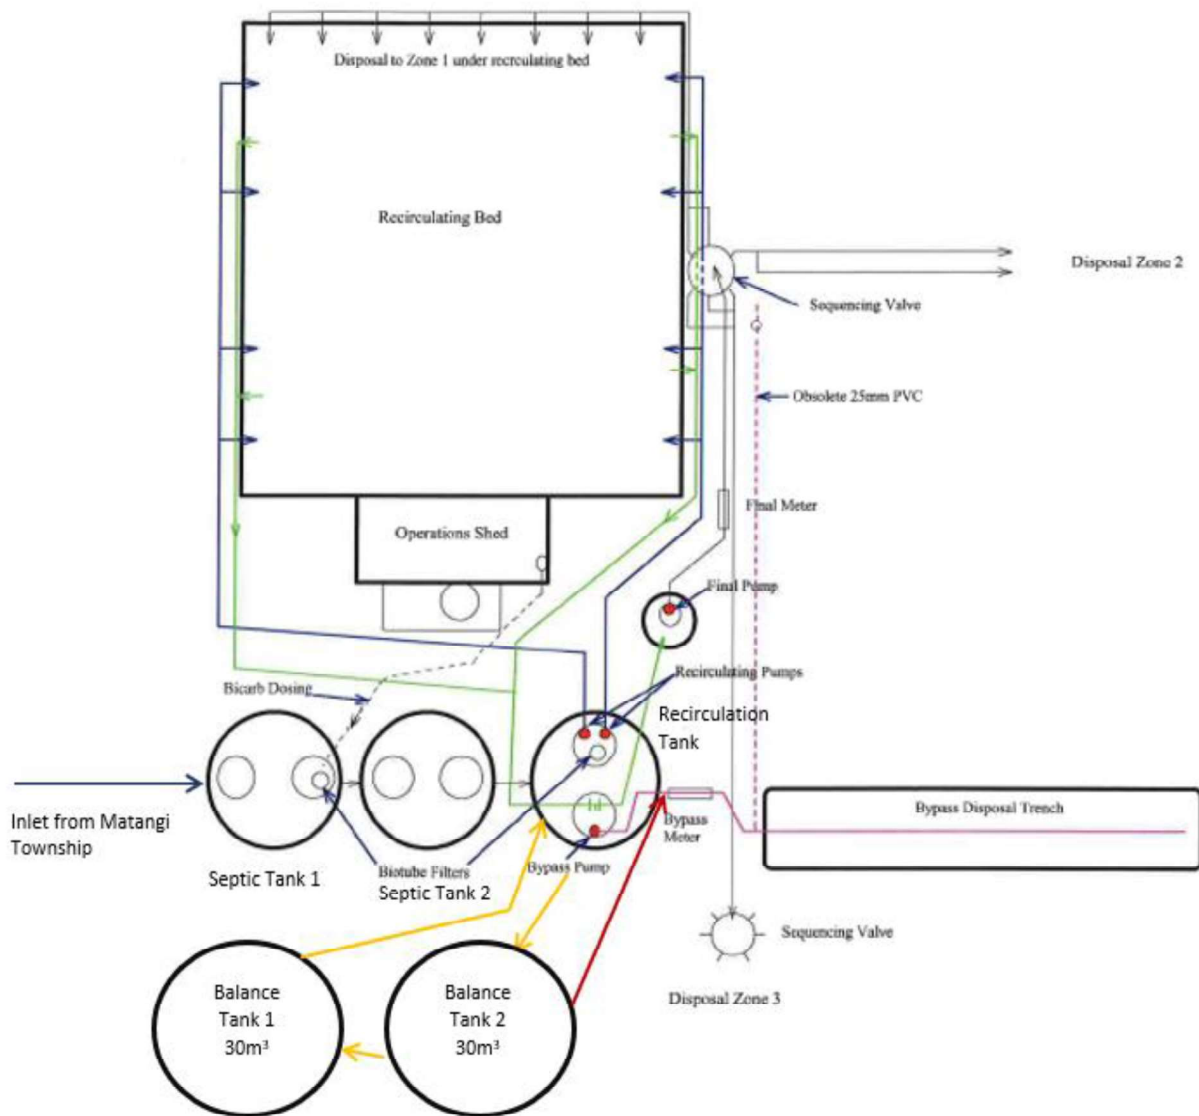 Disposal to Zone 1 under recrculating bed
Recirculating Bed
Disposal Zone 2
Sequencing Valve
Obsolete 25mm PVC
Final Meter
Operations Shed
Final Pump
Recirculating Pumps
Bicarb Dosing
Recirculation
Tank
Inlet from Matangi
Township
Bypass Disposal Trench
Bypass
Meter
Biotube Filters
Bypass Pump
Septic Tank 1
Septic Tank 2
Sequencing Valve
Disposal Zone 3
Balance
Tank 1
30m³
Balance
Tank 2
30m³